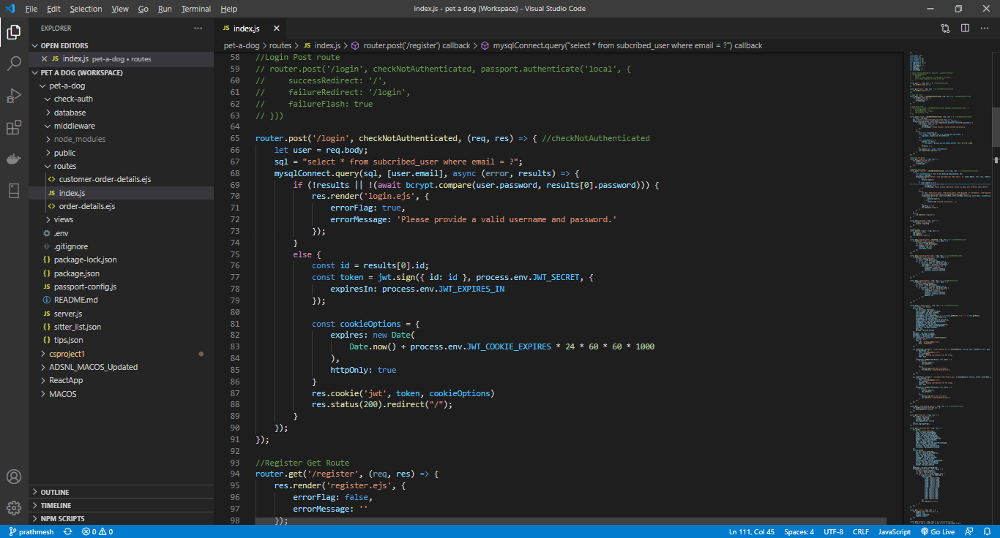 File Edit Selection View Go Run Terminal Help
index.js - pet a dog (Workspace) - Visual Studio Code
EXPLORER
OPEN EDITORS
index.js pet-a-dog • routes
PET A DOG (WORKSPACE)
pet-a-dog
check-auth
database
middleware
node_modules
public
routes
customer-order-details.ejs
index.js
order-details.ejs
views
.env
.gitignore
package-lock.json
package.json
passport-config.js
README.md
server.js
sitter_list.json
tips.json
csproject1
ADSNL_MACOS_Updated
ReactApp
MACOS
OUTLINE
TIMELINE
NPM SCRIPTS
JS index.js
pet-a-dog > routes > JS index.js > router.post('/register') callback > mysqlConnect.query("select * from subcribed_user where email = ?") callback
58 //Login Post route
59 // router.post('/login', checkNotAuthenticated, passport.authenticate('local', {
60 //     successRedirect: '/',
61 //     failureRedirect: '/login',
62 //     failureFlash: true
63 // }))
64
65 router.post('/login', checkNotAuthenticated, (req, res) => { //checkNotAuthenticated
66     let user = req.body;
67     sql = "select * from subcribed_user where email = ?";
68     mysqlConnect.query(sql, [user.email], async (error, results) => {
69         if (!results || !(await bcrypt.compare(user.password, results[0].password))) {
70             res.render('login.ejs', {
71                 errorFlag: true,
72                 errorMessage: 'Please provide a valid username and password.'
73             });
74         }
75         else {
76             const id = results[0].id;
77             const token = jwt.sign({ id: id }, process.env.JWT_SECRET, {
78                 expiresIn: process.env.JWT_EXPIRES_IN
79             });
80
81             const cookieOptions = {
82                 expires: new Date(
83                     Date.now() + process.env.JWT_COOKIE_EXPIRES * 24 * 60 * 60 * 1000
84                 ),
85                 httpOnly: true
86             }
87             res.cookie('jwt', token, cookieOptions)
88             res.status(200).redirect("/");
89         }
90     });
91 });
92
93 //Register Get Route
94 router.get('/register', (req, res) => {
95     res.render('register.ejs', {
96         errorFlag: false,
97         errorMessage: ''
98     });
prathmesh 0 0 Ln 111, Col 45 Spaces: 4 UTF-8 CRLF JavaScript Go Live